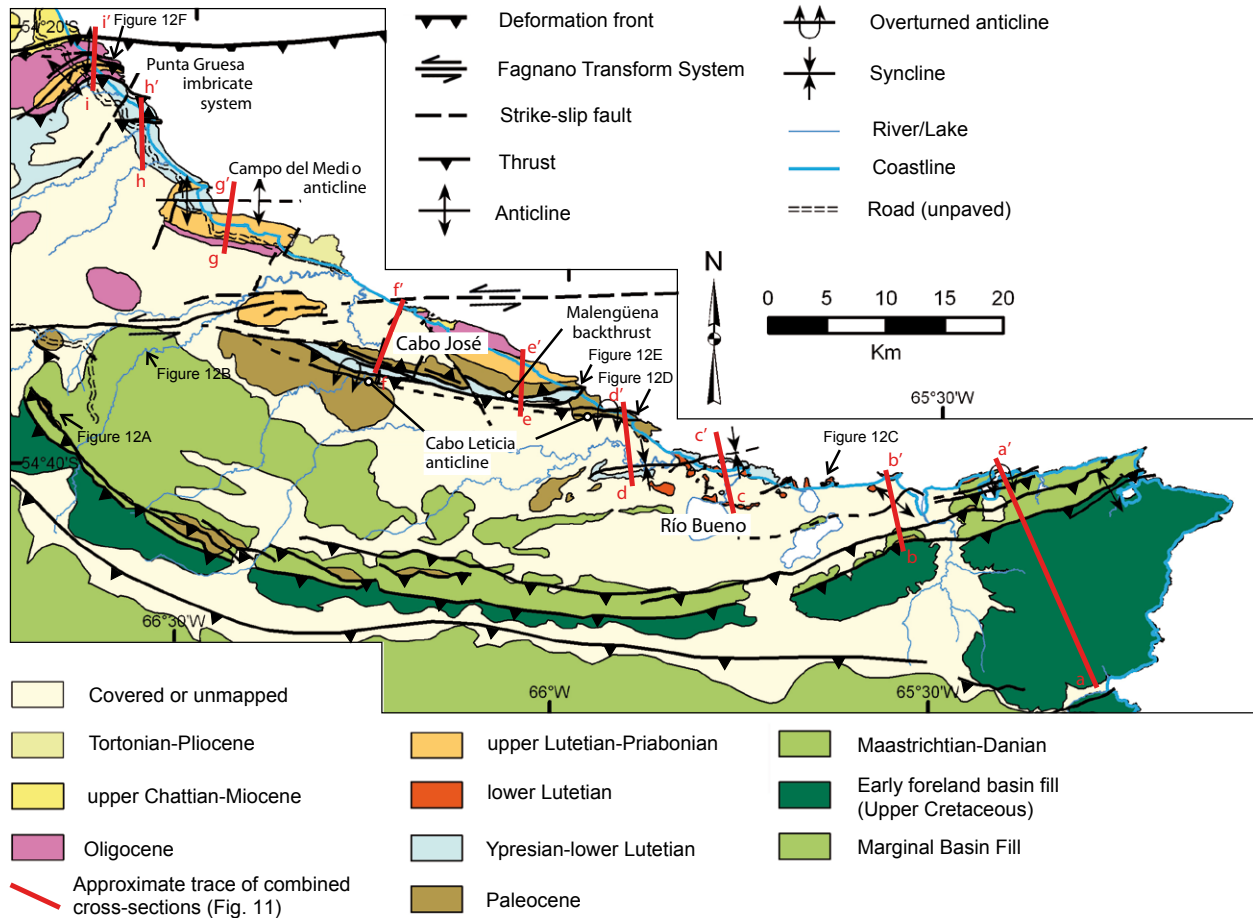 54°20'S
i'
Figure 12F
Punta Gruesa
imbricate
system
h'
i
h
Campo del Medio
anticline
g'
g
Deformation front
Fagnano Transform System
Strike-slip fault
Thrust
Anticline
Overturned anticline
Syncline
River/Lake
Coastline
Road (unpaved)
N
0 5 10 15 20
Km
f'
Malengüena
backthrust
Cabo José
e'
Figure 12E
Figure 12D
d'
f
e
Figure 12B
Figure 12A
Cabo Leticia
anticline
65°30'W
c'
Figure 12C
b'
a'
54°40'S
d
c
Río Bueno
b
66°30'W
66°W
65°30'W
a
Covered or unmapped
Tortonian-Pliocene
upper Chattian-Miocene
Oligocene
Approximate trace of combined
cross-sections (Fig. 11)
upper Lutetian-Priabonian
lower Lutetian
Ypresian-lower Lutetian
Paleocene
Maastrichtian-Danian
Early foreland basin fill
(Upper Cretaceous)
Marginal Basin Fill